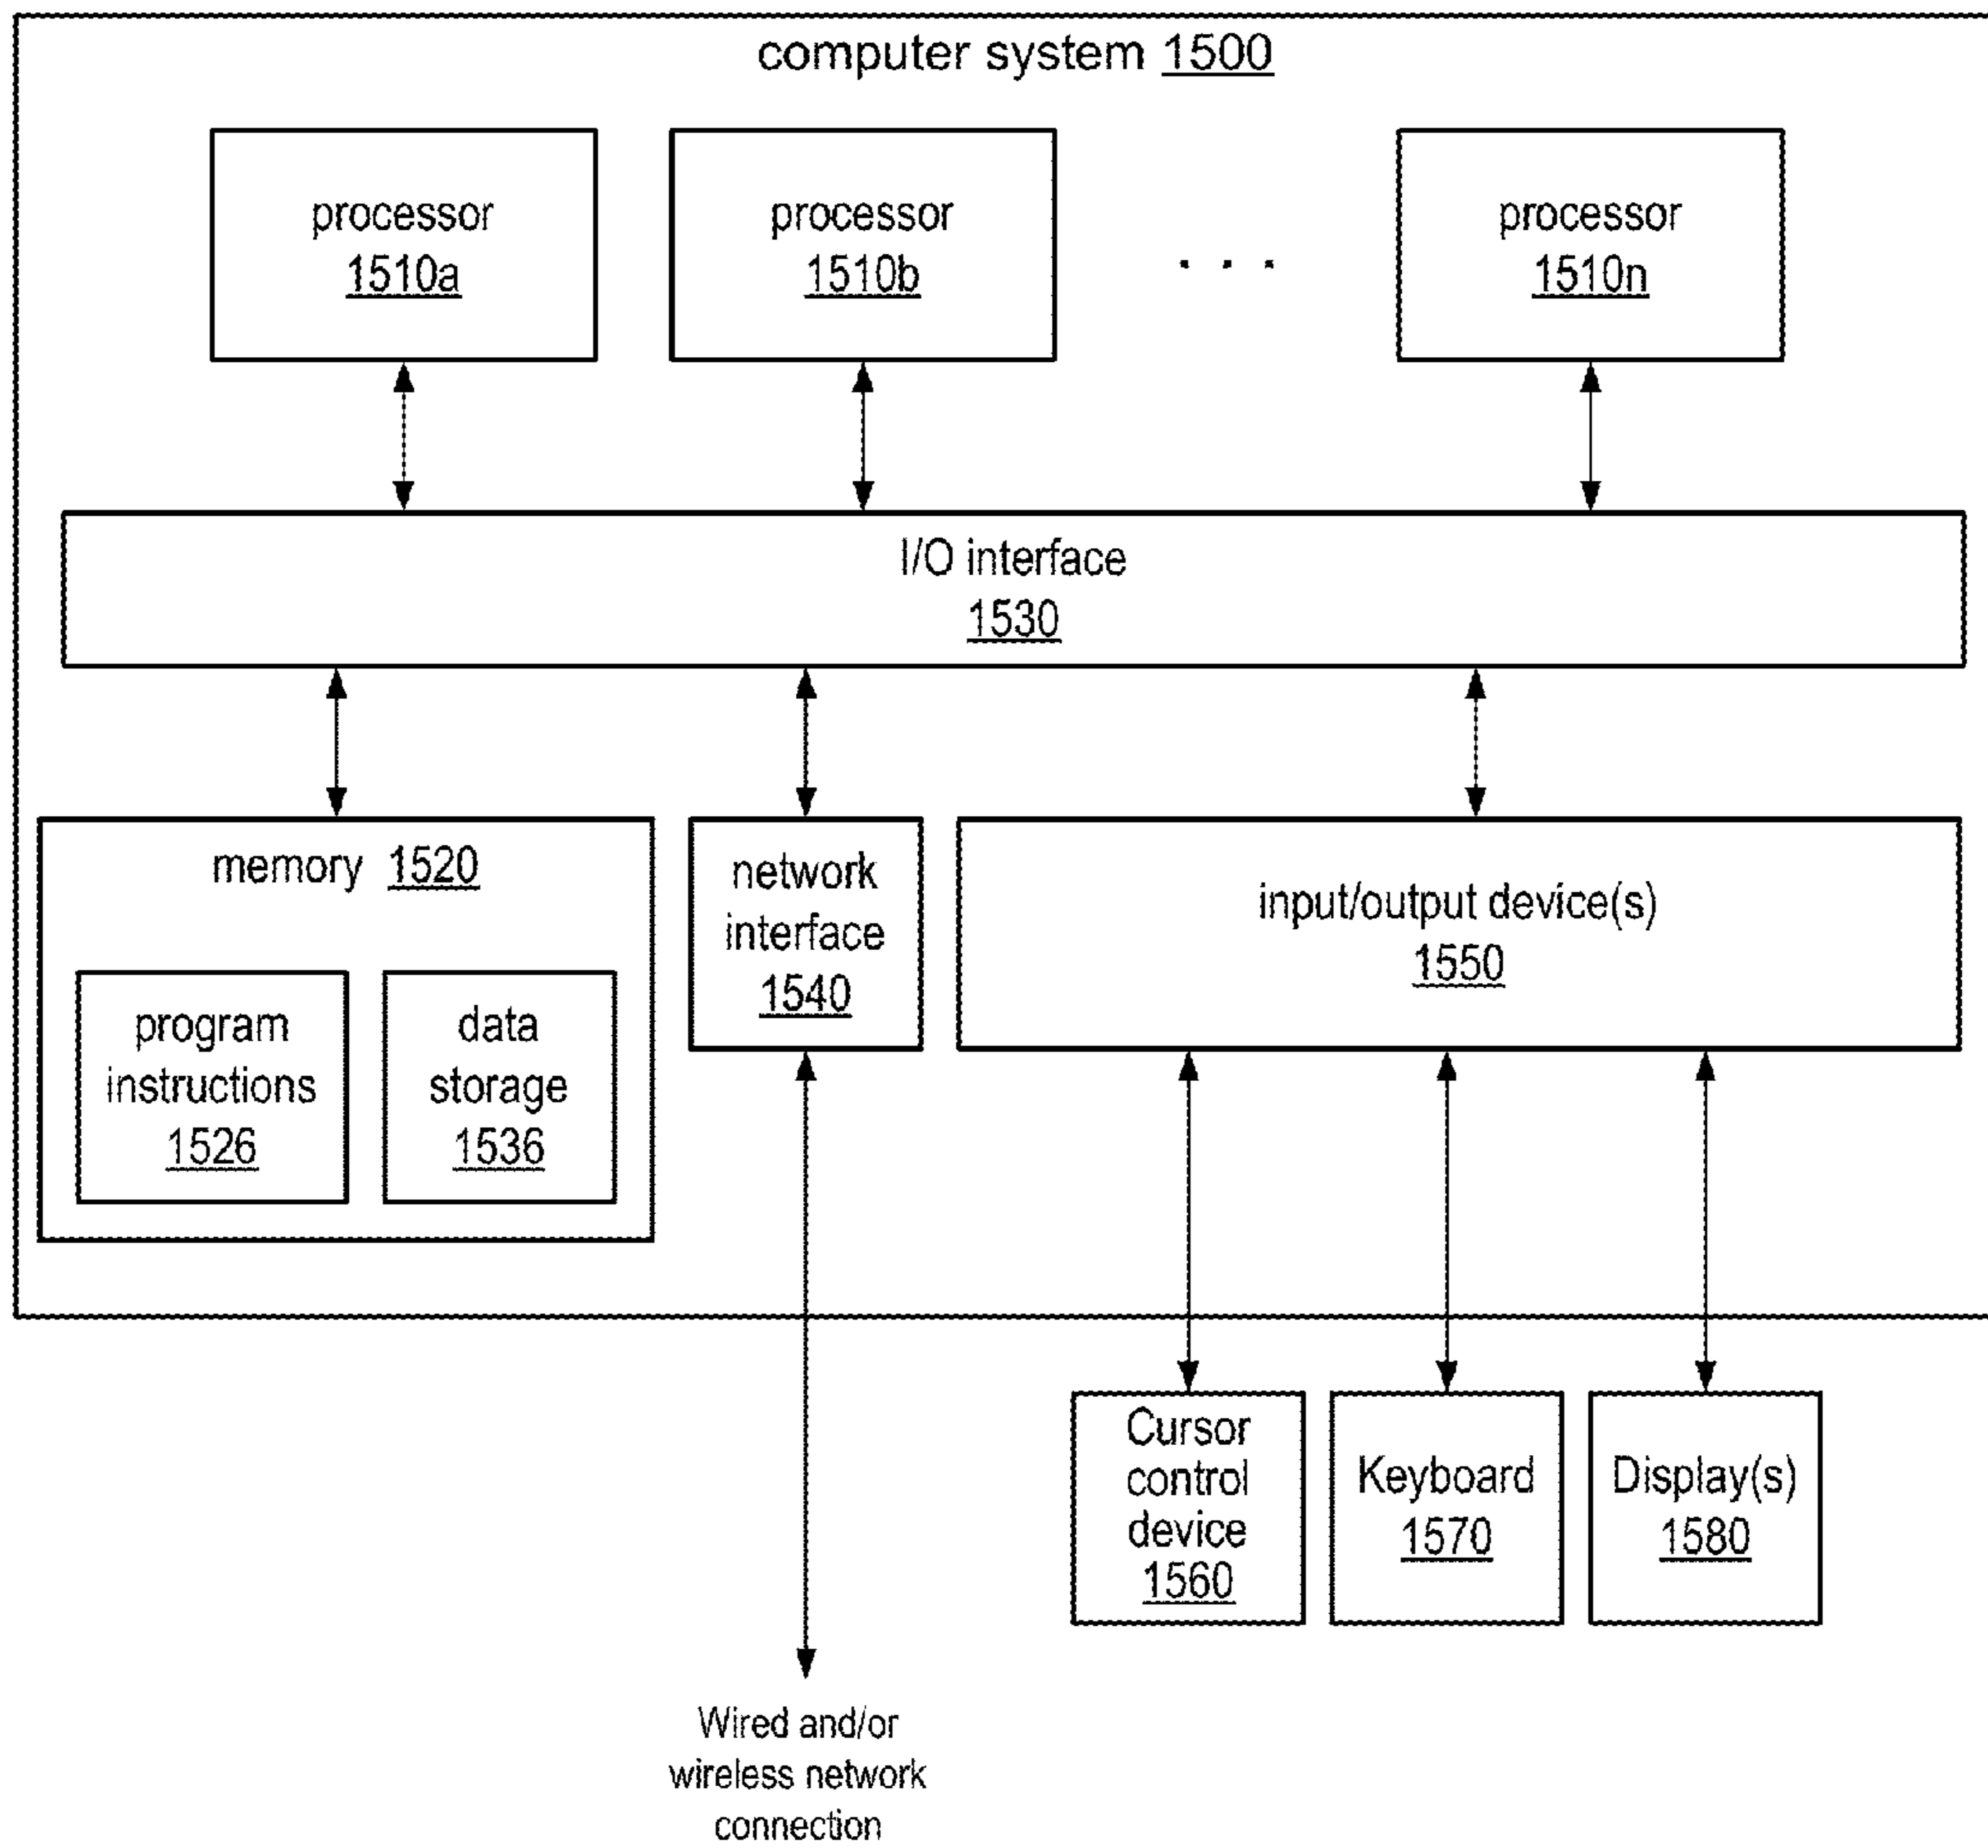 computer system 1500
processor
1510a
processor
1510b
. . .
processor
1510n
I/O interface
1530
memory 1520
program
instructions
1526
data
storage
1536
network
interface
1540
input/output device(s)
1550
Cursor
control
device
1560
Keyboard
1570
Display(s)
1580
Wired and/or
wireless network
connection